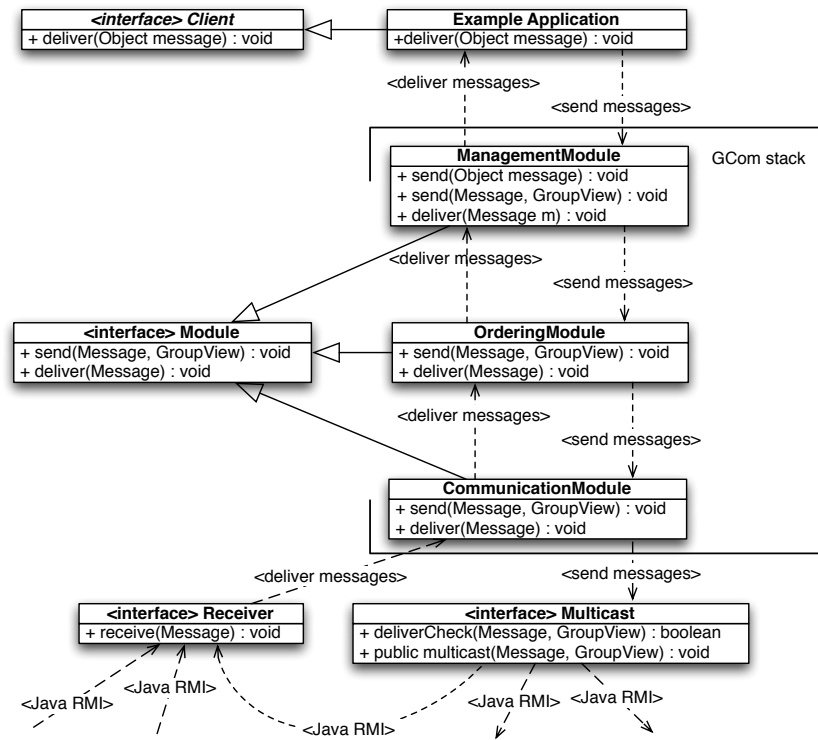 <interface> Client
+ deliver(Object message) : void
Example Application
+deliver(Object message) : void
<deliver messages>
<send messages>
GCom stack
ManagementModule
+ send(Object message) : void
+ send(Message, GroupView) : void
+ deliver(Message m) : void
<deliver messages>
<send messages>
<interface> Module
+ send(Message, GroupView) : void
+ deliver(Message) : void
OrderingModule
+ send(Message, GroupView) : void
+ deliver(Message) : void
<deliver messages>
<send messages>
CommunicationModule
+ send(Message, GroupView) : void
+ deliver(Message) : void
<deliver messages>
<send messages>
<interface> Receiver
+ receive(Message) : void
<interface> Multicast
+ deliverCheck(Message, GroupView) : boolean
+ public multicast(Message, GroupView) : void
<Java RMI>
<Java RMI>
<Java RMI>
<Java RMI>
<Java RMI>